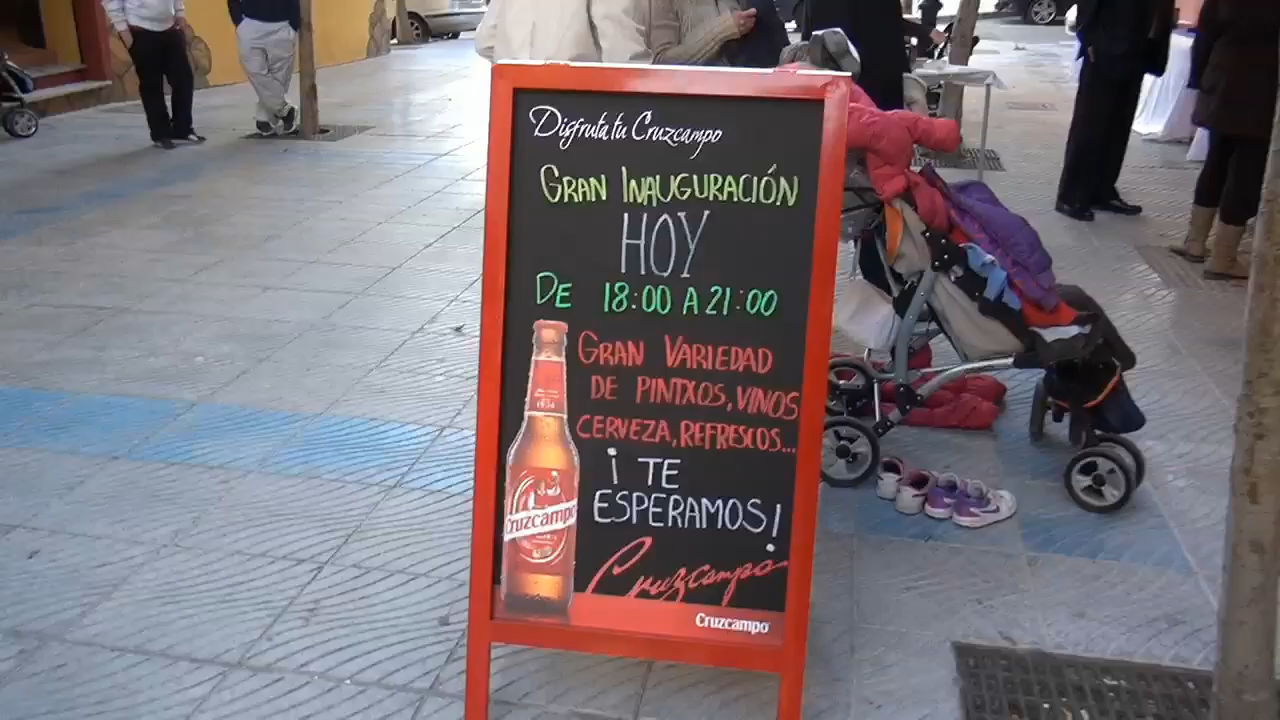 Disfruta tu Cruzcampo
GRAN INAUGURACIÓN
HOY
DE 18:00 A 21:00
GRAN VARIEDAD
DE PINTXOS, VINOS
CERVEZA, REFRESCOS...
¡TE
ESPERAMOS!
Cruzcampo
Cruzcampo
Cruzcampo